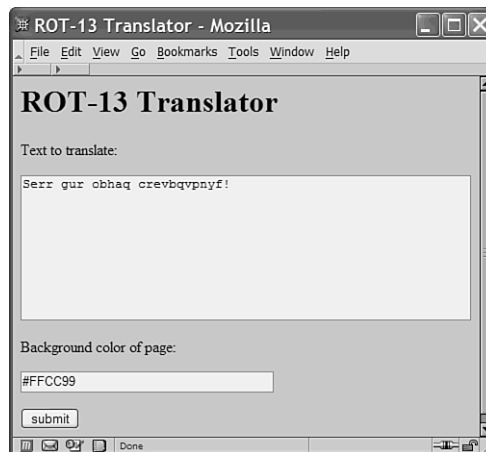 ROT-13 Translator - Mozilla
File Edit View Go Bookmarks Tools Window Help
ROT-13 Translator
Text to translate:
Serr gur obhaq crevbqvpnyf!
Background color of page:
#FFCC99
submit
Done